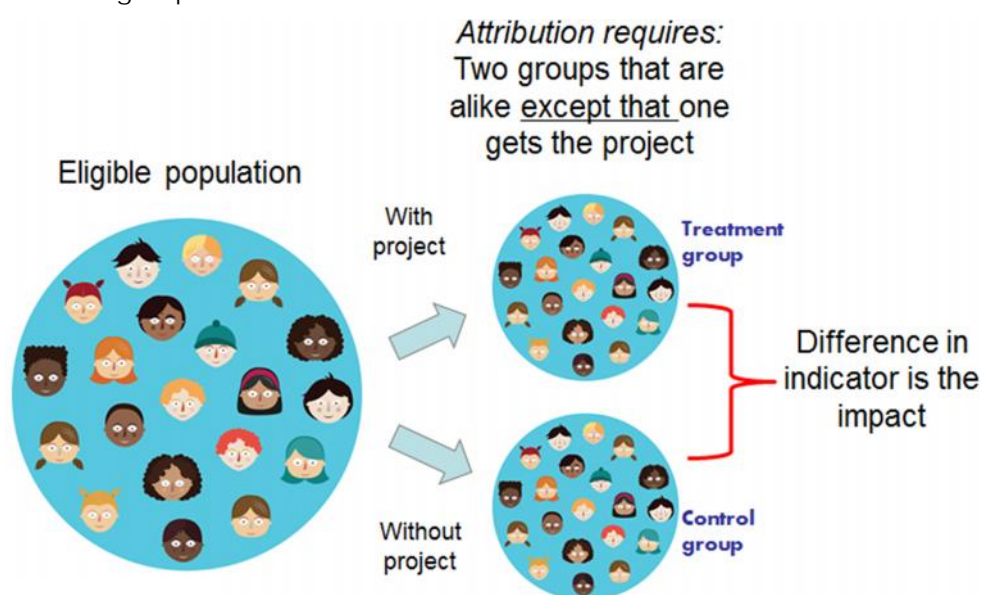 Attribution requires:
Two groups that are
alike except that one
gets the project
Eligible population
With
project
Treatment
group
Difference in
indicator is the
impact
Without
project
Control
group